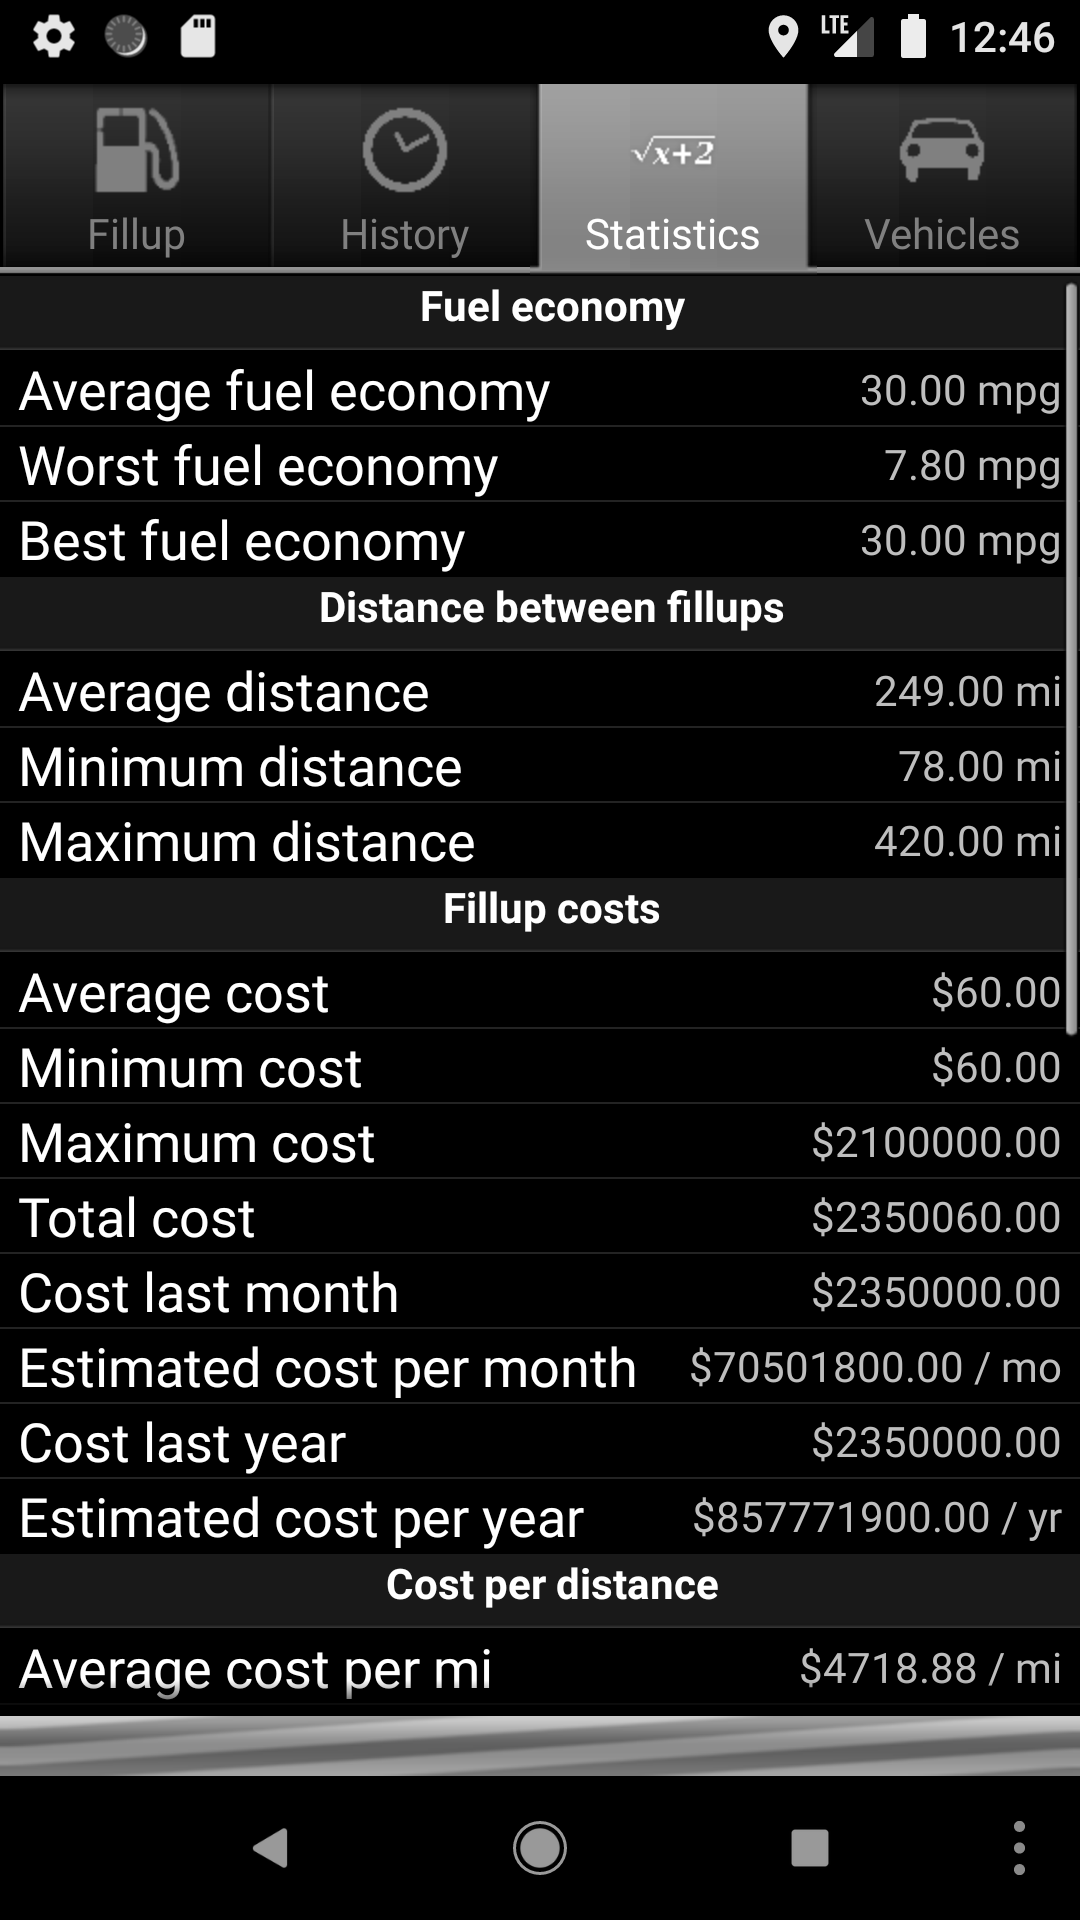 LTE 12:46
√x+2
Fillup History Statistics Vehicles
Fuel economy
Average fuel economy 30.00 mpg
Worst fuel economy 7.80 mpg
Best fuel economy 30.00 mpg
Distance between fillups
Average distance 249.00 mi
Minimum distance 78.00 mi
Maximum distance 420.00 mi
Fillup costs
Average cost $60.00
Minimum cost $60.00
Maximum cost $2100000.00
Total cost $2350060.00
Cost last month $2350000.00
Estimated cost per month $70501800.00 / mo
Cost last year $2350000.00
Estimated cost per year $857771900.00 / yr
Cost per distance
Average cost per mi $4718.88 / mi